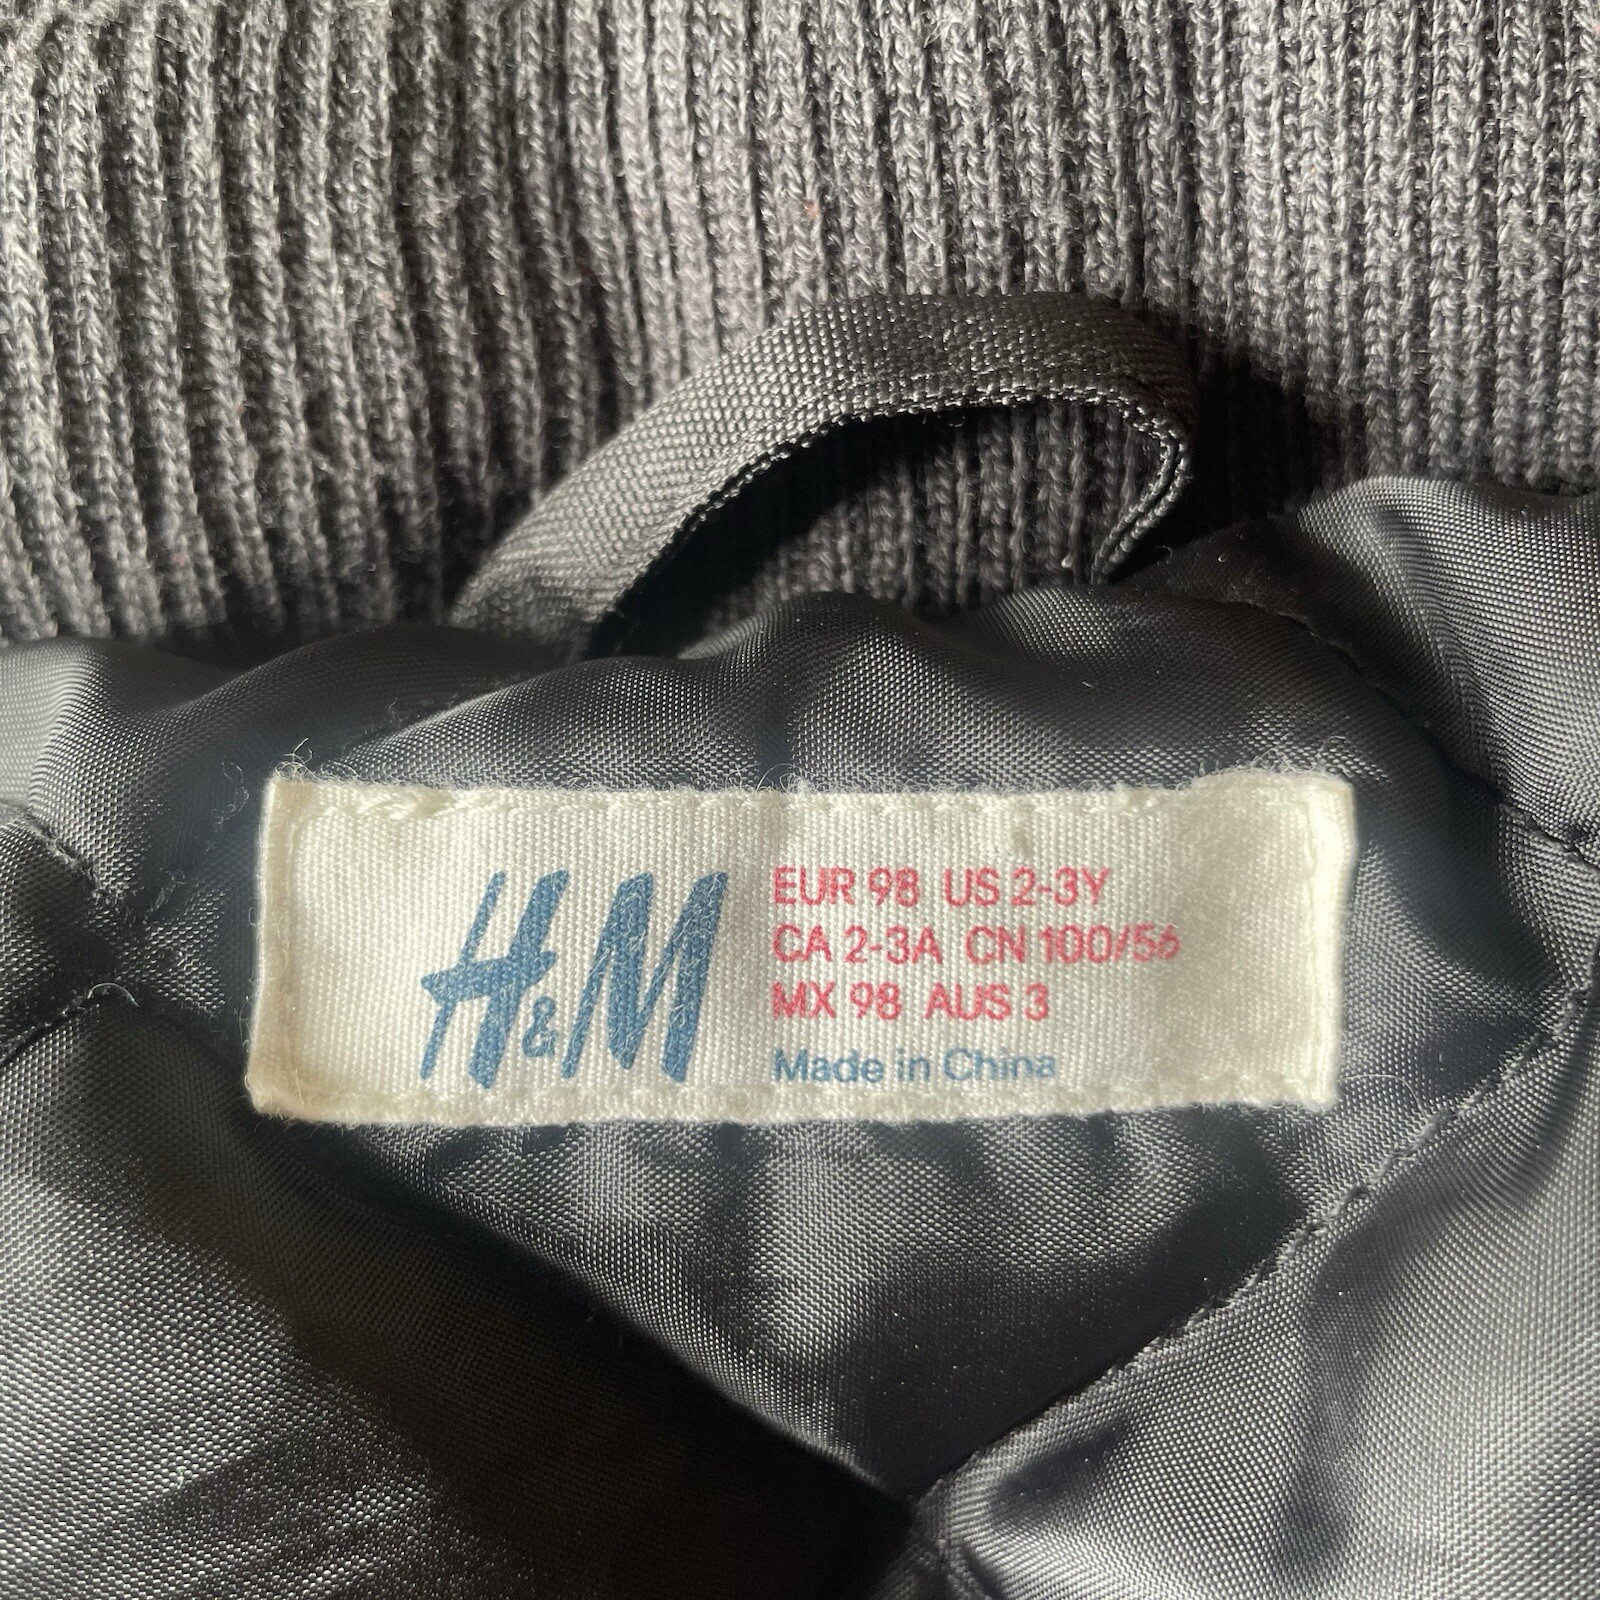 H&M
EUR 98 US 2-3Y
CA 2-3A CN 100/56
MX 98 AUS 3
Made in China